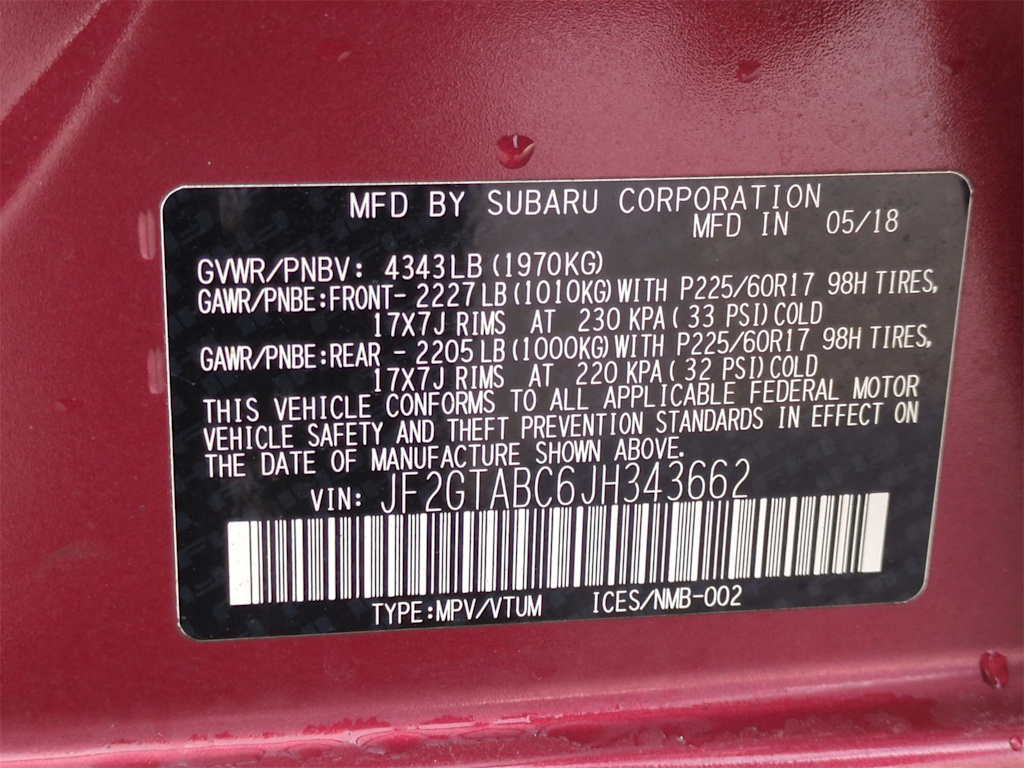 MFD BY SUBARU CORPORATION
MFD IN 05/18
GVWR/PNBV: 4343LB (1970KG)
GAWR/PNBE:FRONT- 2227LB (1010KG) WITH P225/60R17 98H TIRES,
17X7J RIMS AT 230 KPA ( 33 PSI) COLD
GAWR/PNBE:REAR - 2205LB (1000KG) WITH P225/60R17 98H TIRES,
17X7J RIMS AT 220 KPA ( 32 PSI) COLD
THIS VEHICLE CONFORMS TO ALL APPLICABLE FEDERAL MOTOR
VEHICLE SAFETY AND THEFT PREVENTION STANDARDS IN EFFECT ON
THE DATE OF MANUFACTURE SHOWN ABOVE.
VIN: JF2GTABC6JH343662
TYPE:MPV/VTUM ICES/NMB-002